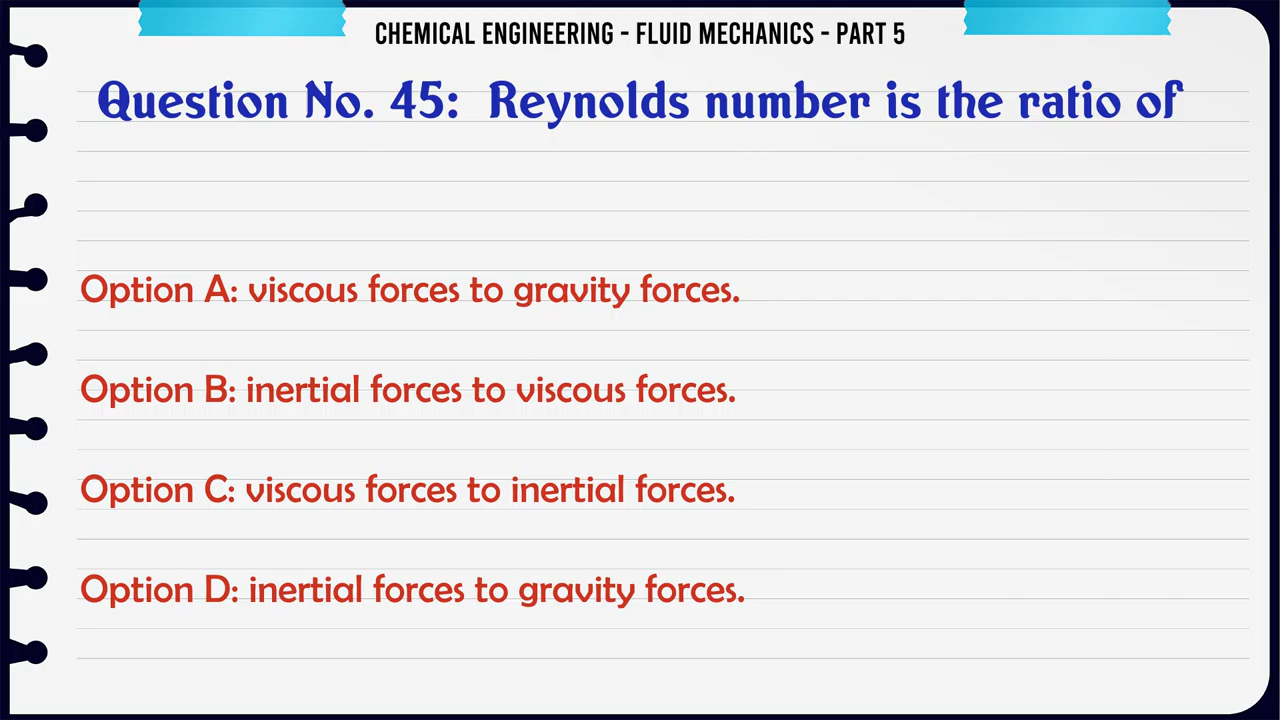 CHEMICAL ENGINEERING - FLUID MECHANICS - PART 5
Question No. 45: Reynolds number is the ratio of
Option A: viscous forces to gravity forces.
Option B: inertial forces to viscous forces.
Option C: viscous forces to inertial forces.
Option D: inertial forces to gravity forces.